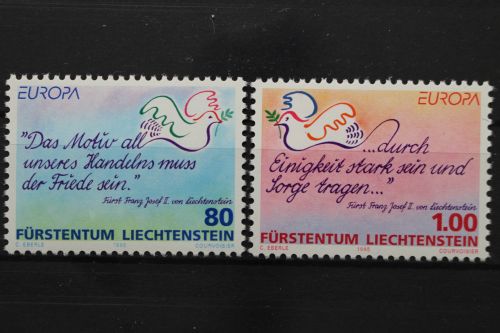 EUROPA
"Das Motiv all
unseres Handelns muss
der Friede sein."
Fürst Franz Josef II. von Liechtenstein
80
FÜRSTENTUM LIECHTENSTEIN
C. EBERLE 1995 COURVOISIER
EUROPA
...durch
Einigkeit stark sein und
Sorge tragen..."
Fürst Franz Josef II. von Liechtenstein
1.00
FÜRSTENTUM LIECHTENSTEIN
C. EBERLE 1995 COURVOISIER